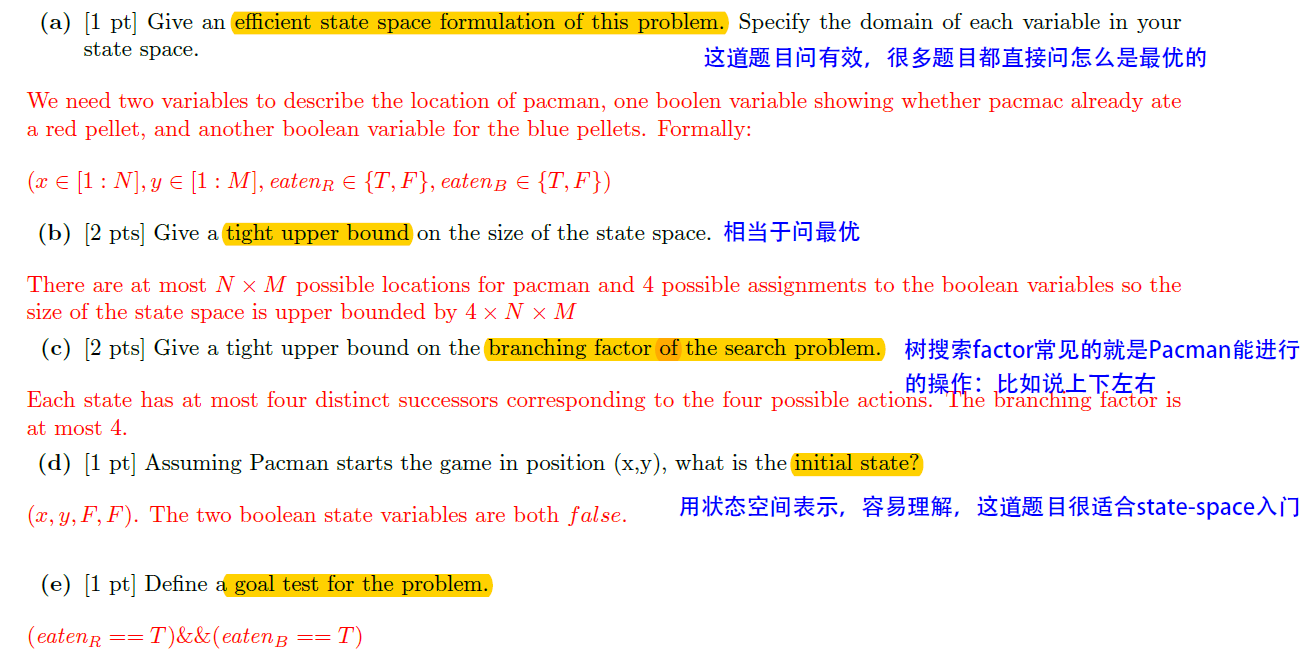 (a) [1 pt] Give an efficient state space formulation of this problem. Specify the domain of each variable in your
state space.
这道题目问有效，很多题目都直接问怎么是最优的
We need two variables to describe the location of pacman, one boolen variable showing whether pacmac already ate
a red pellet, and another boolean variable for the blue pellets. Formally:
(x ∈ [1 : N], y ∈ [1 : M], eaten_R ∈ {T, F}, eaten_B ∈ {T, F})
(b) [2 pts] Give a tight upper bound on the size of the state space. 相当于问最优
There are at most N × M possible locations for pacman and 4 possible assignments to the boolean variables so the
size of the state space is upper bounded by 4 × N × M
(c) [2 pts] Give a tight upper bound on the branching factor of the search problem. 树搜索factor常见的就是Pacman能进行
的操作：比如说上下左右
Each state has at most four distinct successors corresponding to the four possible actions. The branching factor is
at most 4.
(d) [1 pt] Assuming Pacman starts the game in position (x,y), what is the initial state?
(x, y, F, F). The two boolean state variables are both false.
用状态空间表示，容易理解，这道题目很适合state-space入门
(e) [1 pt] Define a goal test for the problem.
(eaten_R == T)&&(eaten_B == T)